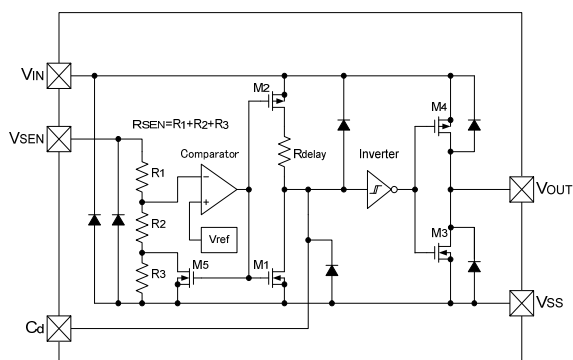 VIN
M2
M4
RSEN=R1+R2+R3
VSEN
Comparator
Rdelay
Inverter
R1
−
+
VOUT
R2
Vref
M3
R3
M5
M1
VSS
Cd